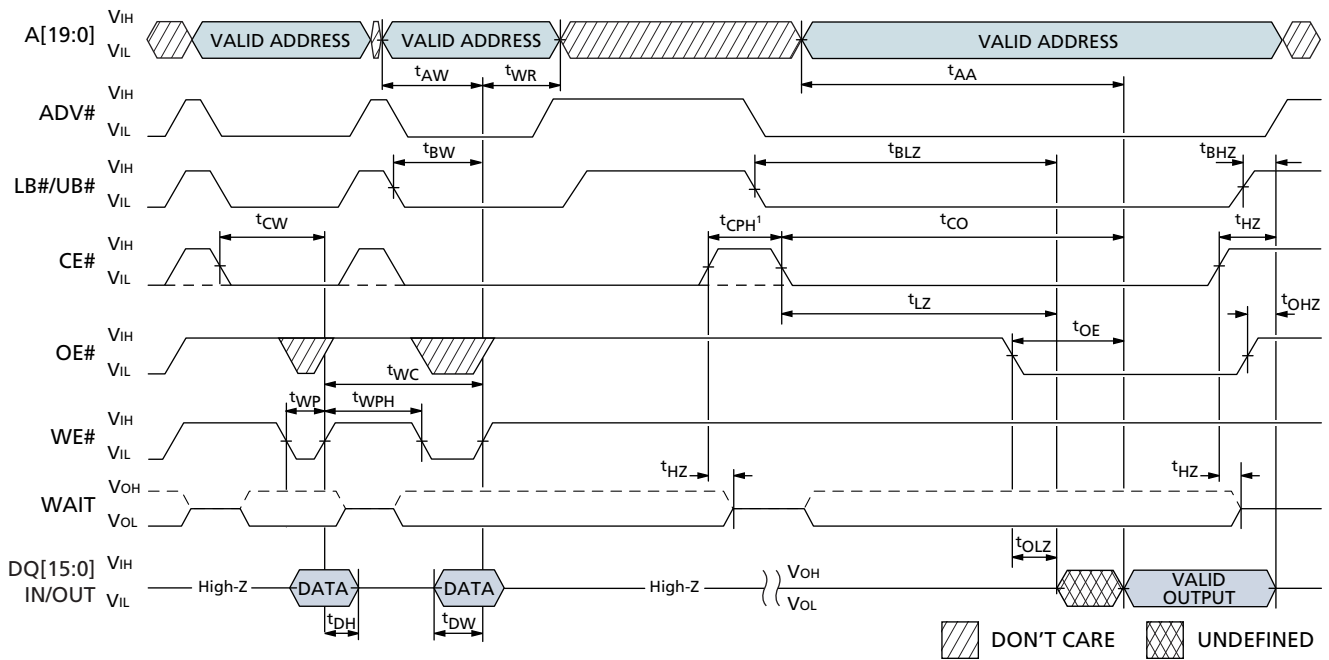 A[19:0] VIH VIL VALID ADDRESS VALID ADDRESS VALID ADDRESS
tAW tWR tAA
ADV# VIH VIL
tBW tBLZ tBHZ
LB#/UB# VIH VIL
tCW tCPH¹ tCO tHZ
CE# VIH VIL
tLZ tOHZ
OE# VIH VIL tOE
tWC
tWP tWPH
WE# VIH VIL
tHZ tHZ
WAIT VOH VOL
tOLZ
DQ[15:0] IN/OUT VIH VIL High-Z DATA DATA High-Z VOH VOL VALID OUTPUT
tDH tDW
DON'T CARE UNDEFINED